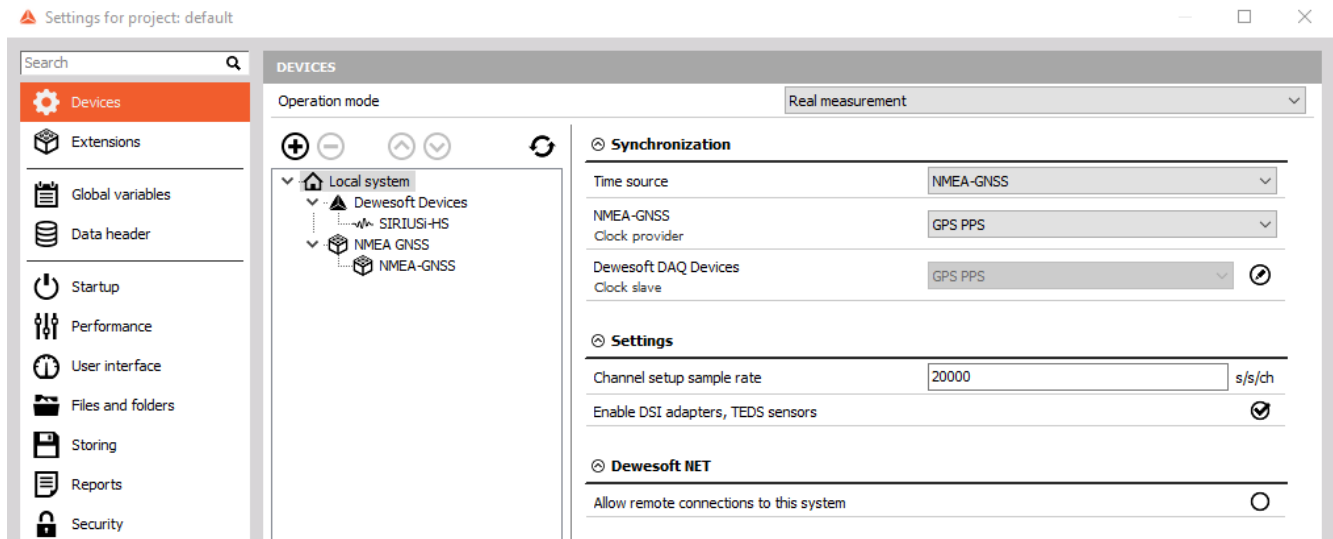 Settings for project: default
Search
Devices
Extensions
Global variables
Data header
Startup
Performance
User interface
Files and folders
Storing
Reports
Security
DEVICES
Operation mode
Real measurement
Local system
Dewesoft Devices
SIRIUSi-HS
NMEA GNSS
NMEA-GNSS
Synchronization
Time source
NMEA-GNSS
NMEA-GNSS
Clock provider
GPS PPS
Dewesoft DAQ Devices
Clock slave
GPS PPS
Settings
Channel setup sample rate
20000
s/s/ch
Enable DSI adapters, TEDS sensors
Dewesoft NET
Allow remote connections to this system